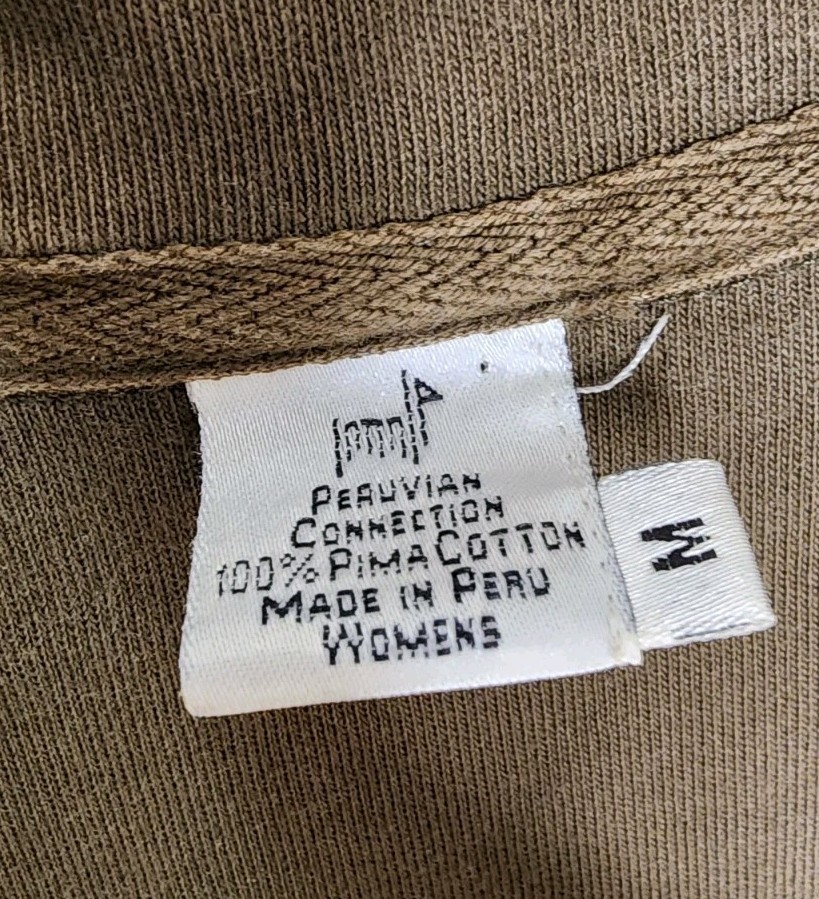 PERUVIAN
CONNECTION
100% PIMA COTTON
MADE IN PERU
WOMENS
M